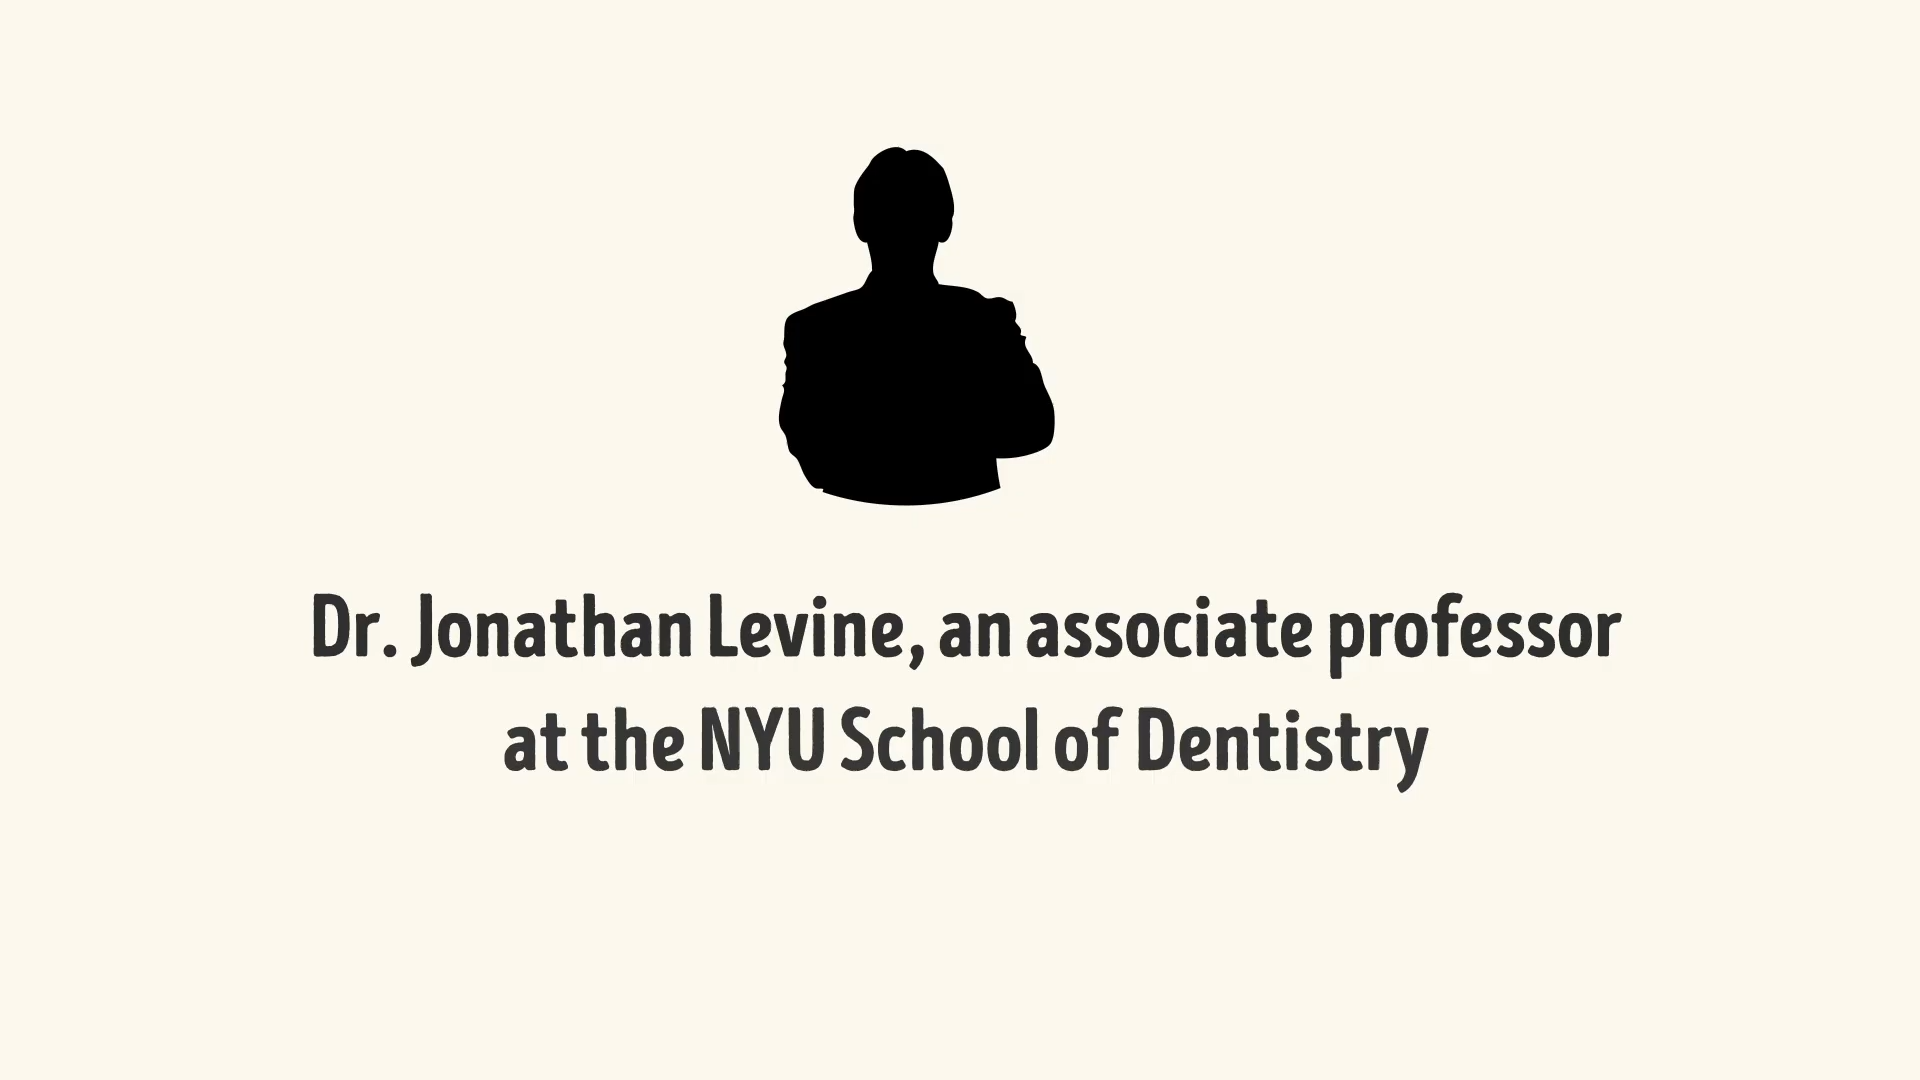 Dr. Jonathan Levine, an associate professor
at the NYU School of Dentistry